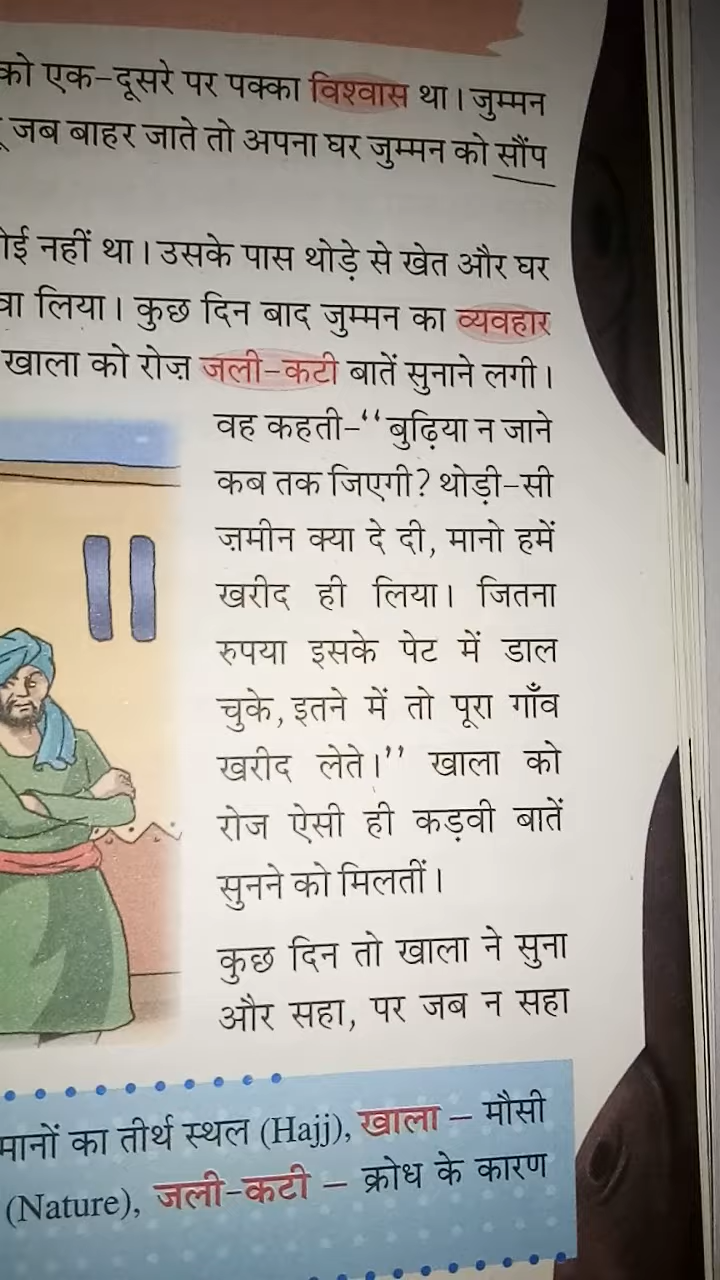 को एक-दूसरे पर पक्का विश्वास था। जुम्मन
जब बाहर जाते तो अपना घर जुम्मन को सौंप
नहीं था। उसके पास थोड़े से खेत और घर
लिया। कुछ दिन बाद जुम्मन का व्यवहार
खाला को रोज़ जली-कटी बातें सुनाने लगी।
वह कहती-“बुढ़िया न जाने
कब तक जिएगी? थोड़ी-सी
ज़मीन क्या दे दी, मानो हमें
खरीद ही लिया। जितना
रुपया इसके पेट में डाल
चुके, इतने में तो पूरा गाँव
खरीद लेते।” खाला को
रोज ऐसी ही कड़वी बातें
सुनने को मिलतीं।
कुछ दिन तो खाला ने सुना
और सहा, पर जब न सहा
का तीर्थ स्थल (Hajj), खाला – मौसी
(Nature), जली-कटी – क्रोध के कारण